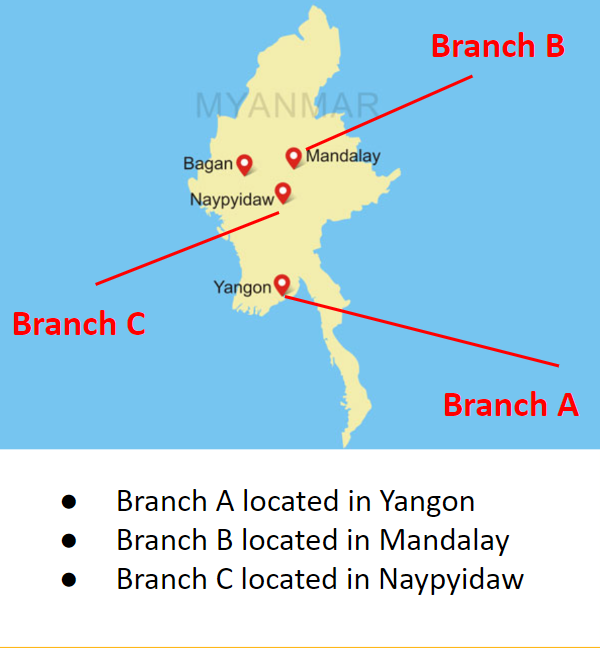 Branch B
MYANMAR
Bagan
Mandalay
Naypyidaw
Yangon
Branch C
Branch A
● Branch A located in Yangon
● Branch B located in Mandalay
● Branch C located in Naypyidaw